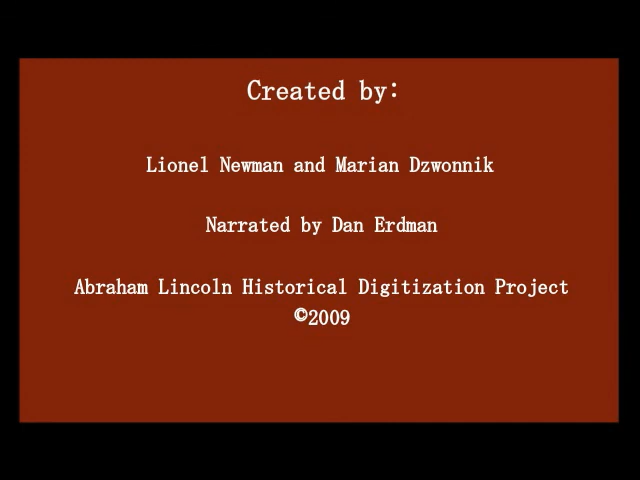 Created by:
Lionel Newman and Marian Dzwonnik
Narrated by Dan Erdman
Abraham Lincoln Historical Digitization Project
©2009